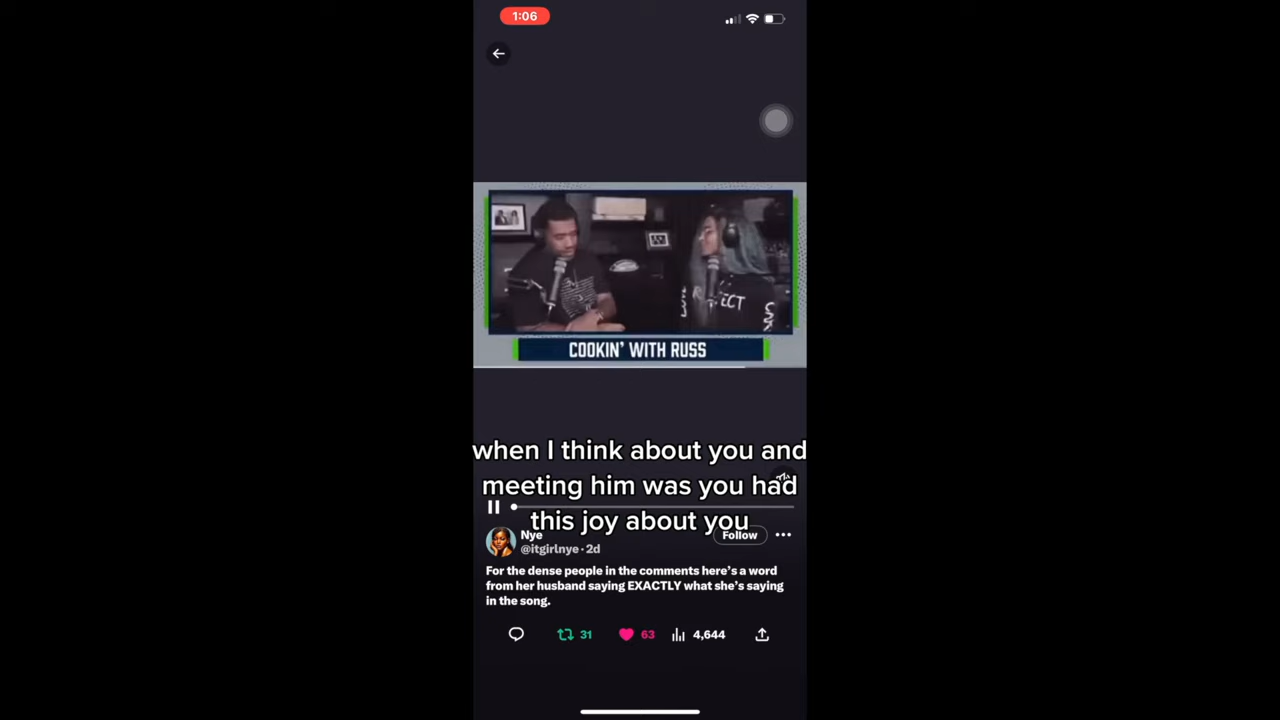 1:06
COOKIN' WITH RUSS
when I think about you and
meeting him was you had
this joy about you
Nye
Follow
@itgirlnye · 2d
For the dense people in the comments here's a word
from her husband saying EXACTLY what she's saying
in the song.
31 63 4,644